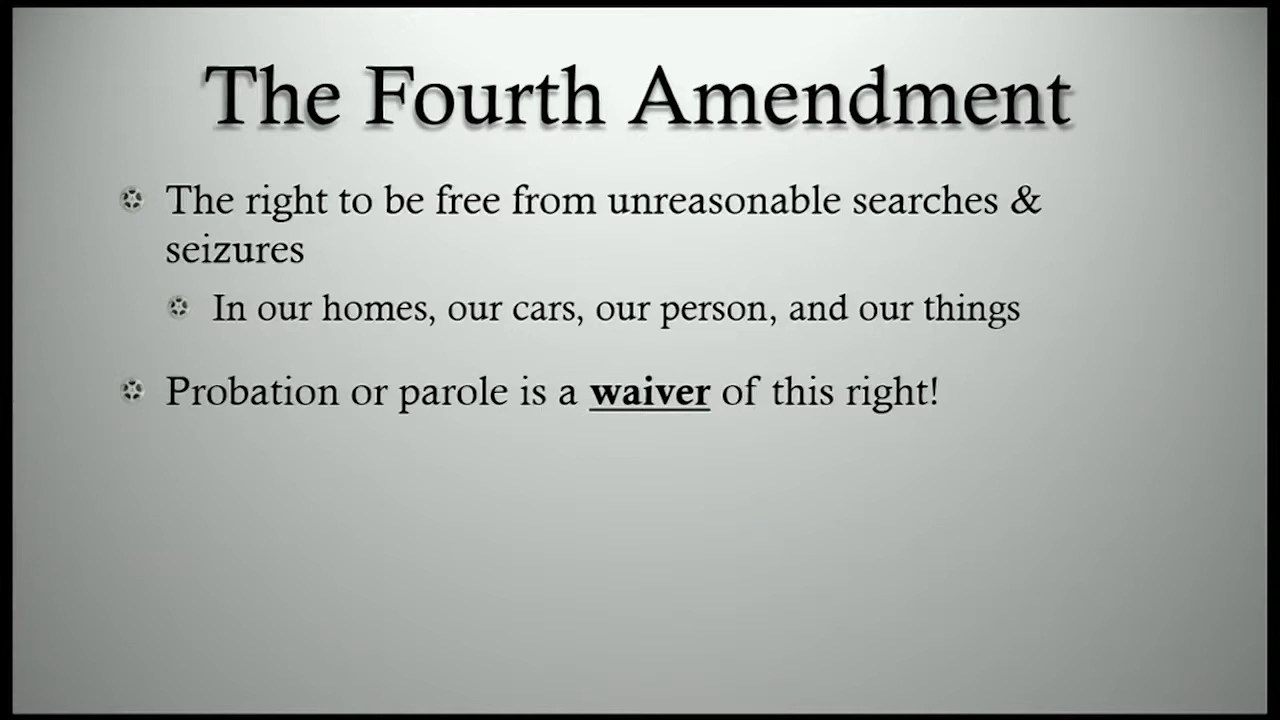 The Fourth Amendment
The right to be free from unreasonable searches &
seizures
In our homes, our cars, our person, and our things
Probation or parole is a waiver of this right!